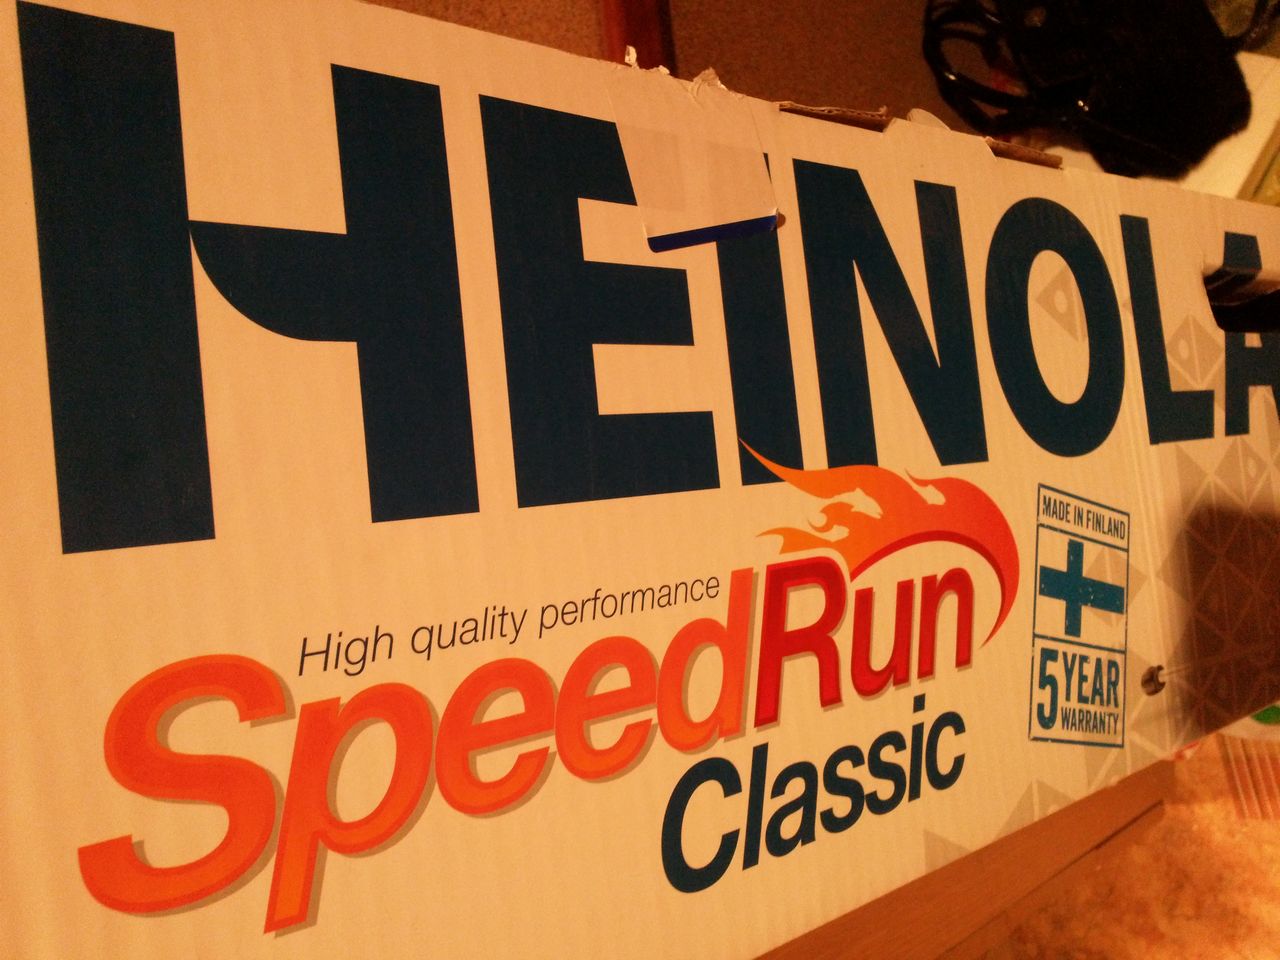 HEINOLA
High quality performance
SpeedRun
Classic
MADE IN FINLAND
5 YEAR
WARRANTY